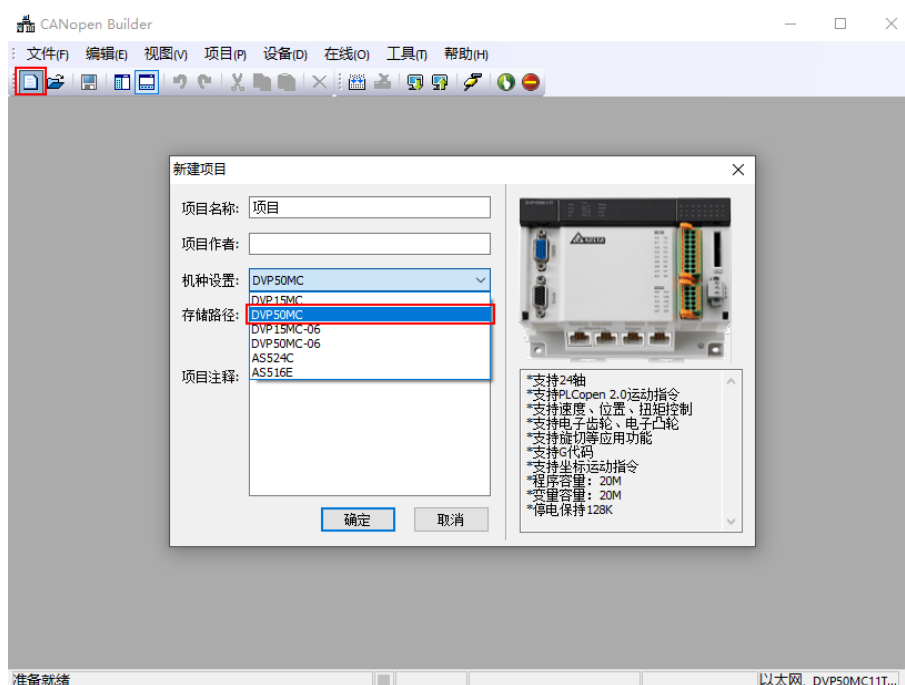 CANopen Builder
文件(F) 编辑(E) 视图(V) 项目(P) 设备(D) 在线(O) 工具(T) 帮助(H)
新建项目
项目名称: 项目
项目作者:
机种设置: DVP50MC
DVP15MC
存储路径: DVP50MC
DVP15MC-06
DVP50MC-06
AS524C
项目注释: AS516E
确定 取消
DELTA
*支持24轴
*支持PLCopen 2.0运动指令
*支持速度、位置、扭矩控制
*支持电子齿轮、电子凸轮
*支持旋切等应用功能
*支持G代码
*支持坐标运动指令
*程序容量：20M
*变量容量：20M
*停电保持128K
准备就绪 以太网, DVP50MC11T...